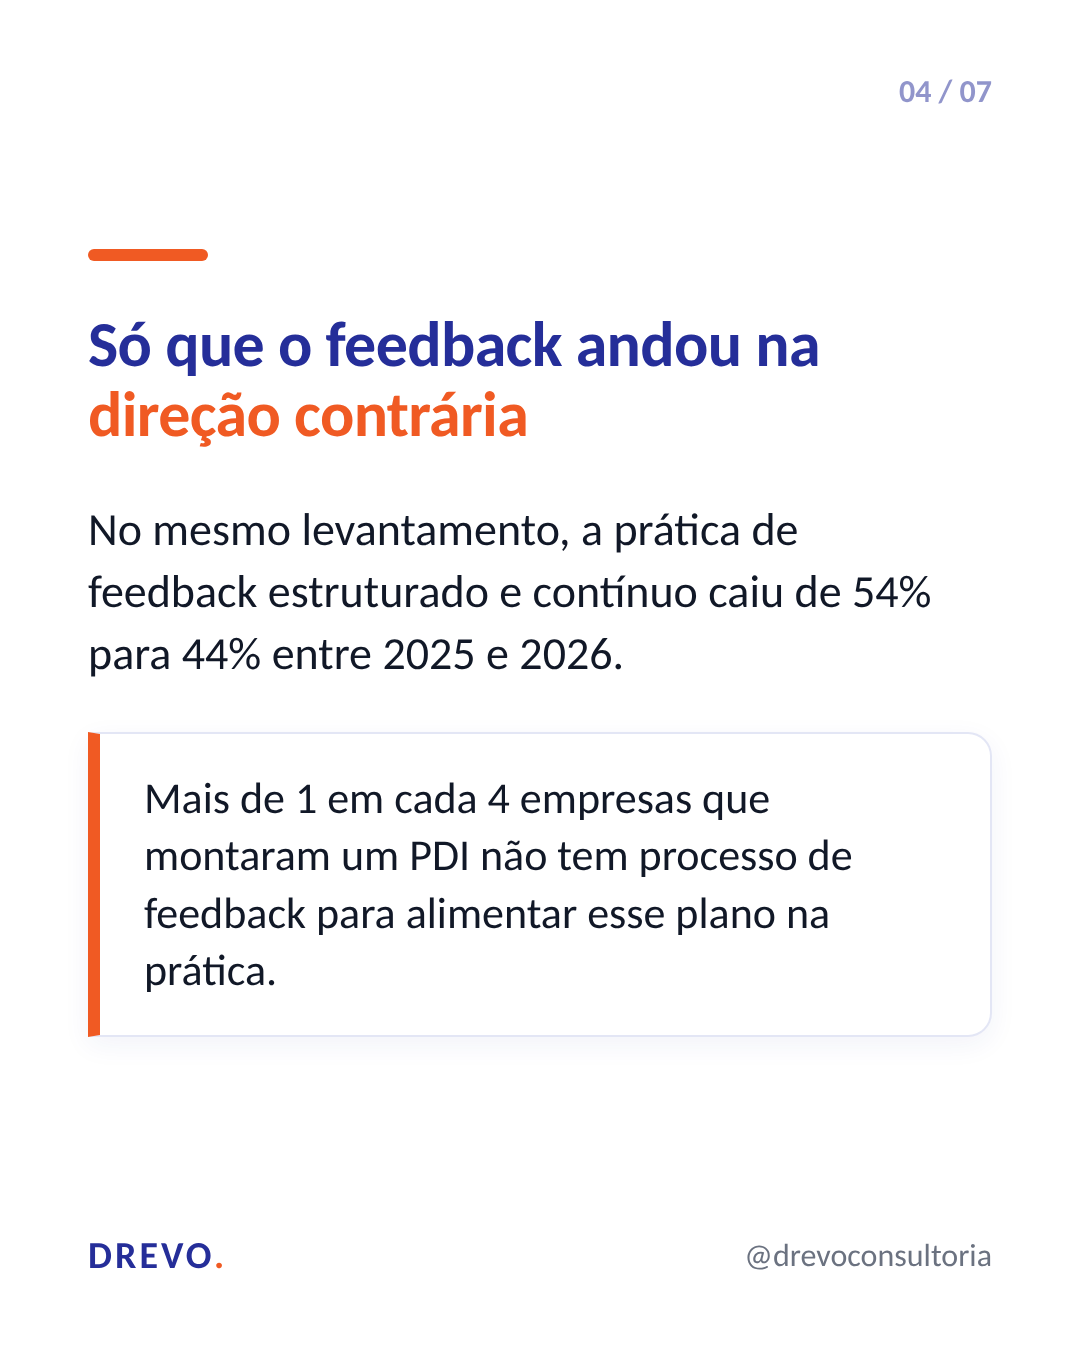 04 / 07
Só que o feedback andou na
direção contrária
No mesmo levantamento, a prática de
feedback estruturado e contínuo caiu de 54%
para 44% entre 2025 e 2026.
Mais de 1 em cada 4 empresas que
montaram um PDI não tem processo de
feedback para alimentar esse plano na
prática.
DREVO.
@drevoconsultoria